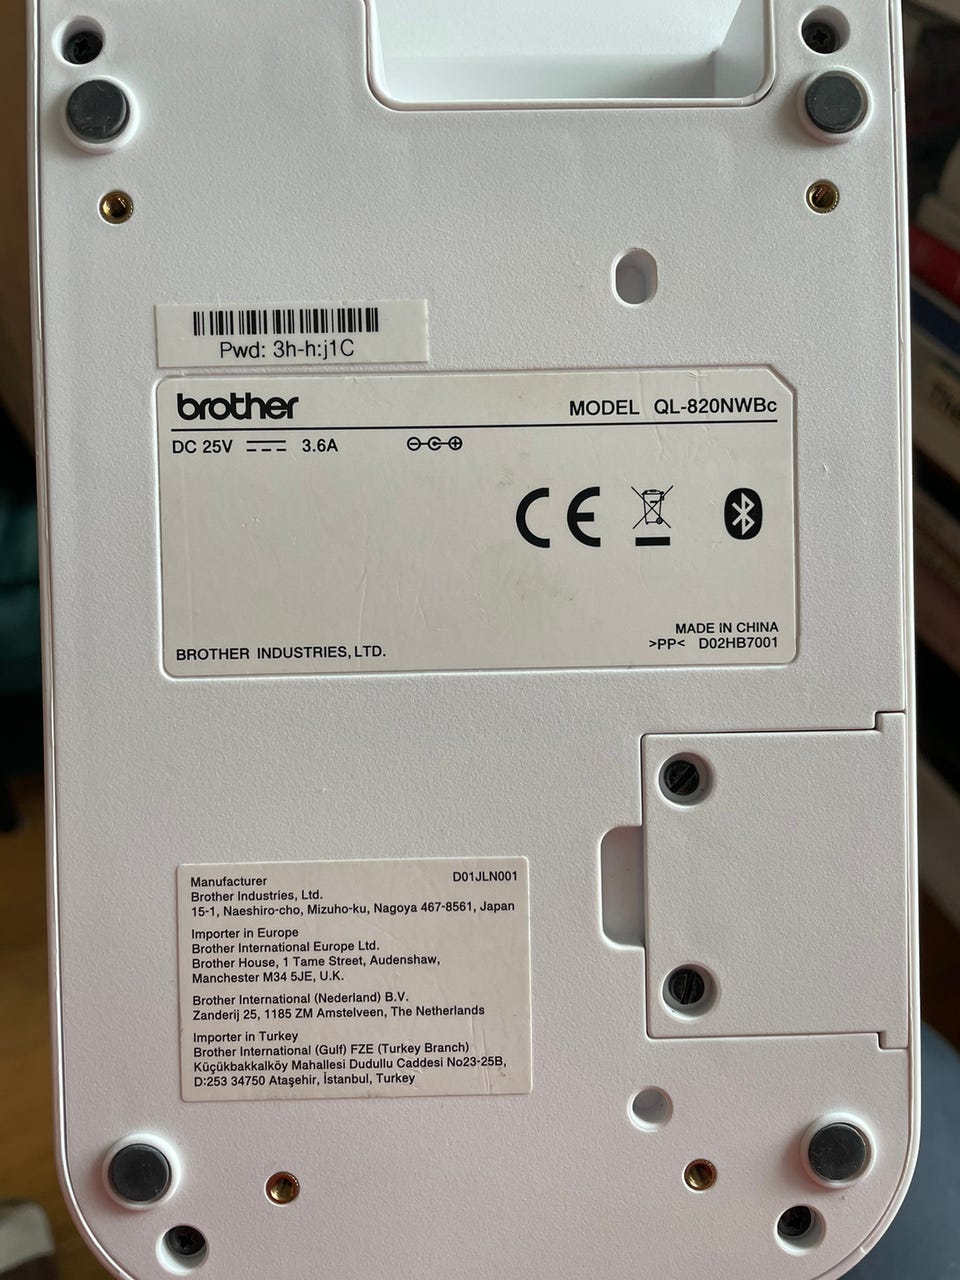 Pwd: 3h-h:j1C
brother
MODEL QL-820NWBc
DC 25V 3.6A
CE
MADE IN CHINA
>PP< D02HB7001
BROTHER INDUSTRIES, LTD.
Manufacturer D01JLN001
Brother Industries, Ltd.
15-1, Naeshiro-cho, Mizuho-ku, Nagoya 467-8561, Japan
Importer in Europe
Brother International Europe Ltd.
Brother House, 1 Tame Street, Audenshaw,
Manchester M34 5JE, U.K.
Brother International (Nederland) B.V.
Zanderij 25, 1185 ZM Amstelveen, The Netherlands
Importer in Turkey
Brother International (Gulf) FZE (Turkey Branch)
Küçükbakkalköy Mahallesi Dudullu Caddesi No23-25B,
D:253 34750 Ataşehir, İstanbul, Turkey